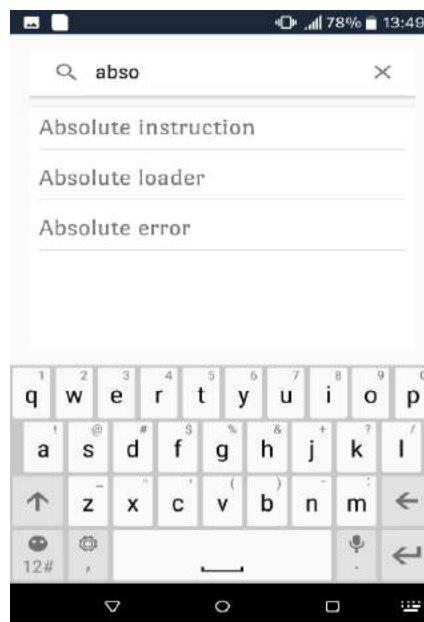 78% 13:49
abso
Absolute instruction
Absolute loader
Absolute error
1 2 3 4 5 6 7 8 9 0
q w e r t y u i o p
! @ # $ % & + ? /
a s d f g h j k l
- " ' ( ) - :
z x c v b n m
12# , .